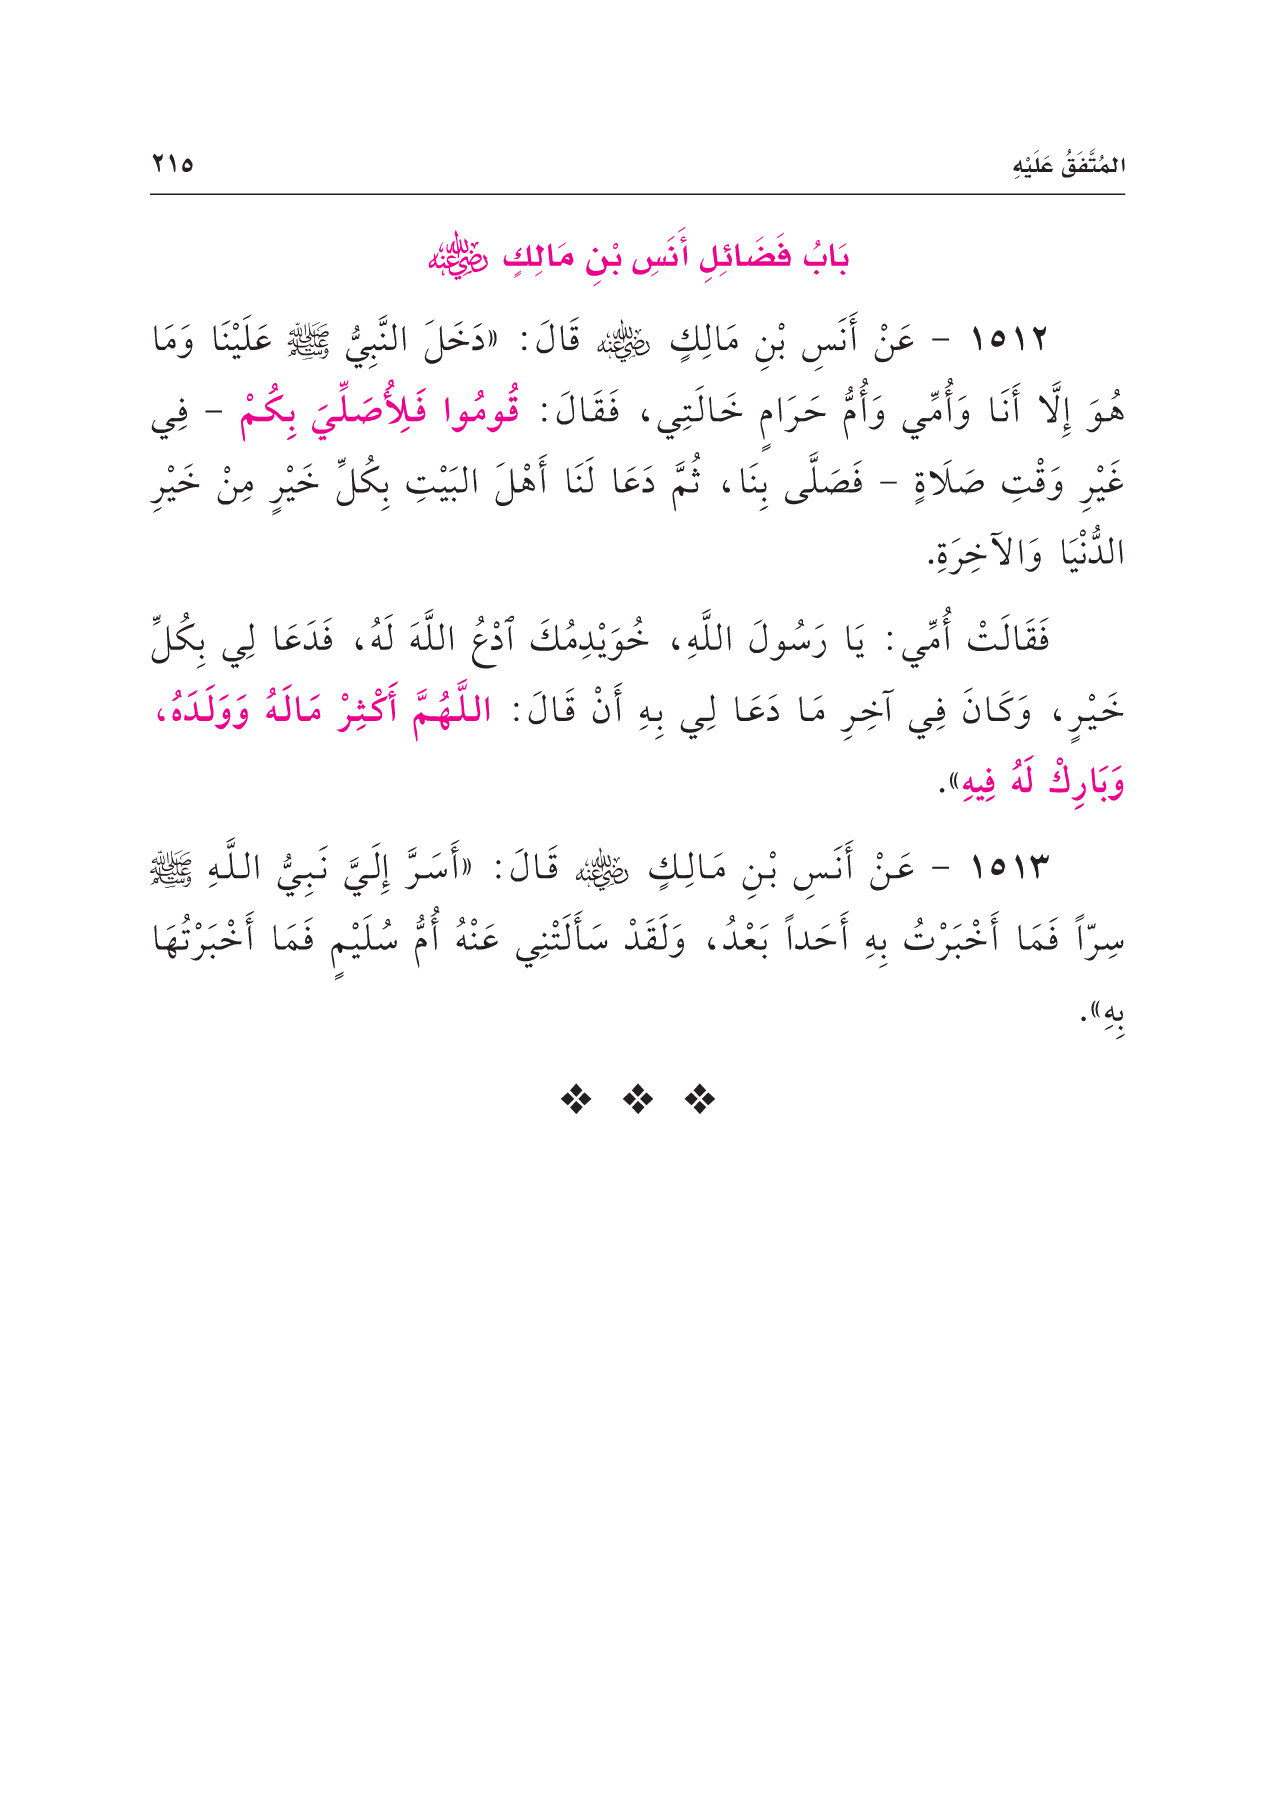 المُتَّفَقُ عَلَيْهِ ٢١٥
بَابُ فَضَائِلِ أَنَسِ بْنِ مَالِكٍ رضي الله عنه
١٥١٢ - عَنْ أَنَسِ بْنِ مَالِكٍ رضي الله عنه قَالَ: «دَخَلَ النَّبِيُّ ﷺ عَلَيْنَا وَمَا
هُوَ إِلَّا أَنَا وَأُمِّي وَأُمُّ حَرَامٍ خَالَتِي، فَقَالَ: قُومُوا فَلِأُصَلِّيَ بِكُمْ - فِي
غَيْرِ وَقْتِ صَلَاةٍ - فَصَلَّى بِنَا، ثُمَّ دَعَا لَنَا أَهْلَ البَيْتِ بِكُلِّ خَيْرٍ مِنْ خَيْرِ
الدُّنْيَا وَالآخِرَةِ.
فَقَالَتْ أُمِّي: يَا رَسُولَ اللَّهِ، خُوَيْدِمُكَ ٱدْعُ اللَّهَ لَهُ، فَدَعَا لِي بِكُلِّ
خَيْرٍ، وَكَانَ فِي آخِرِ مَا دَعَا لِي بِهِ أَنْ قَالَ: اللَّهُمَّ أَكْثِرْ مَالَهُ وَوَلَدَهُ،
وَبَارِكْ لَهُ فِيهِ».
١٥١٣ - عَنْ أَنَسِ بْنِ مَالِكٍ رضي الله عنه قَالَ: «أَسَرَّ إِلَيَّ نَبِيُّ اللَّهِ ﷺ
سِرّاً فَمَا أَخْبَرْتُ بِهِ أَحَداً بَعْدُ، وَلَقَدْ سَأَلَتْنِي عَنْهُ أُمُّ سُلَيْمٍ فَمَا أَخْبَرْتُهَا
بِهِ».